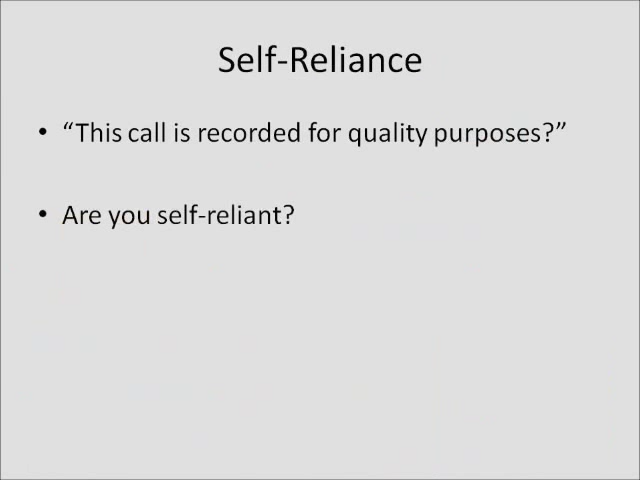 Self-Reliance
• “This call is recorded for quality purposes?”
• Are you self-reliant?